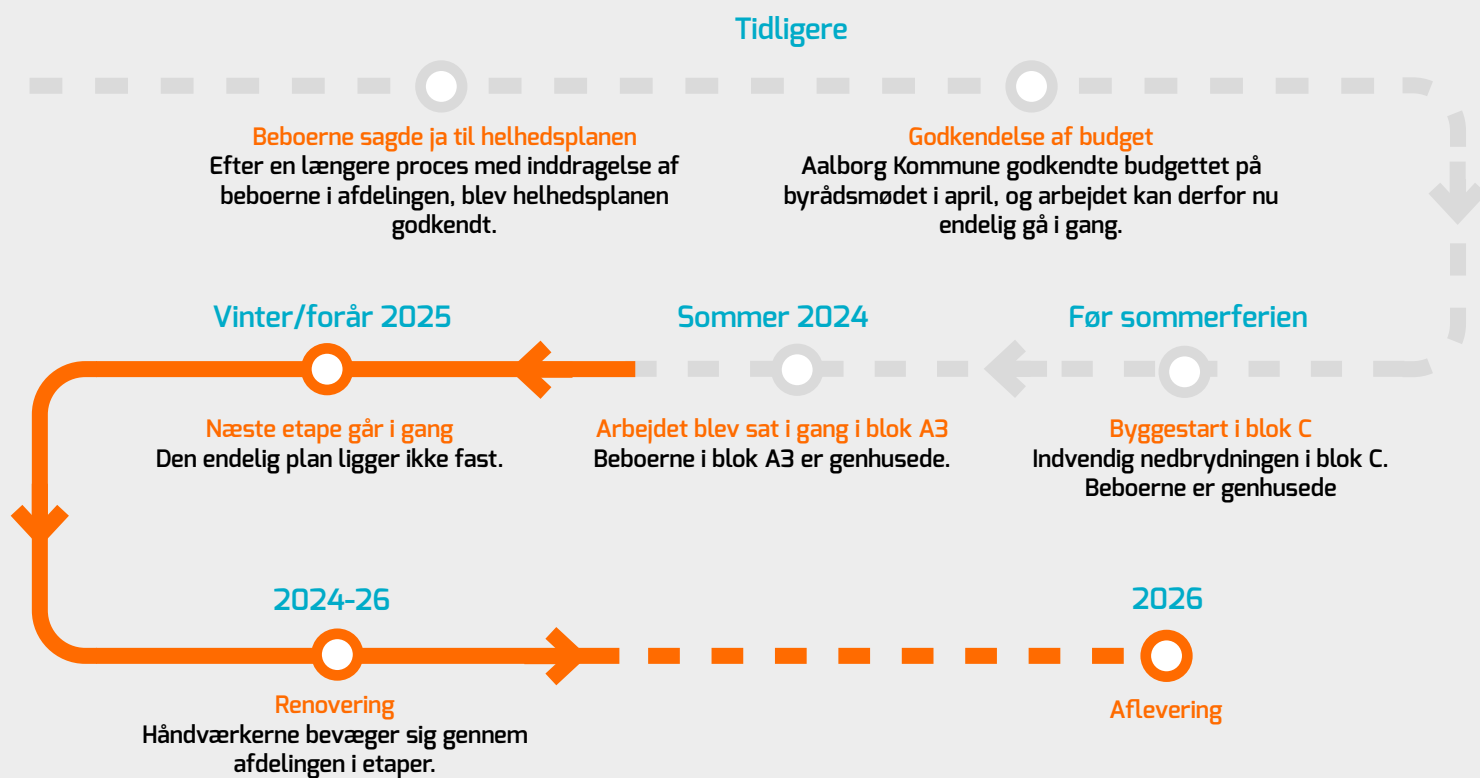 Tidligere
Beboerne sagde ja til helhedsplanen
Efter en længere proces med inddragelse af
beboerne i afdelingen, blev helhedsplanen
godkendt.
Godkendelse af budget
Aalborg Kommune godkendte budgettet på
byrådsmødet i april, og arbejdet kan derfor nu
endelig gå i gang.
Før sommerferien
Byggestart i blok C
Indvendig nedbrydningen i blok C.
Beboerne er genhusede
Sommer 2024
Arbejdet blev sat i gang i blok A3
Beboerne i blok A3 er genhusede.
Vinter/forår 2025
Næste etape går i gang
Den endelig plan ligger ikke fast.
2024-26
Renovering
Håndværkerne bevæger sig gennem
afdelingen i etaper.
2026
Aflevering